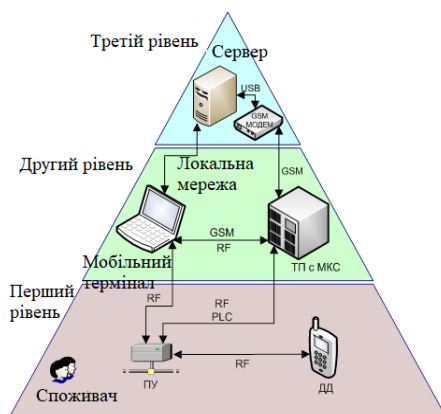 Третій рівень
Сервер
USB
GSM
МОДЕМ
Другий рівень
Локальна
мережа
GSM
GSM
RF
Мобільний
термінал
ТП с МКС
Перший
рівень
RF
RF
PLC
RF
Споживач
ПУ
ДД